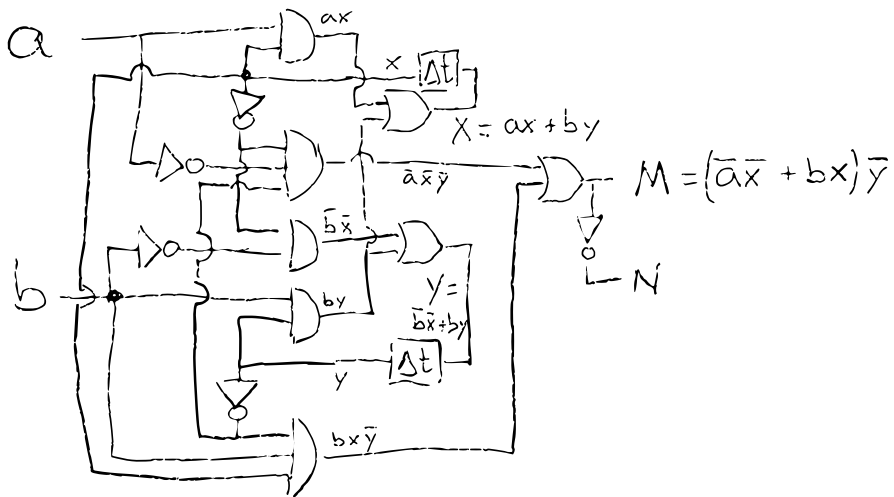 a
ax
x
Δt
X = ax + by
āx̄ȳ
M = (āx̄ + bx)ȳ
b̄x̄
b
by
Y =
b̄x̄+by
N
Δt
y
bxȳ